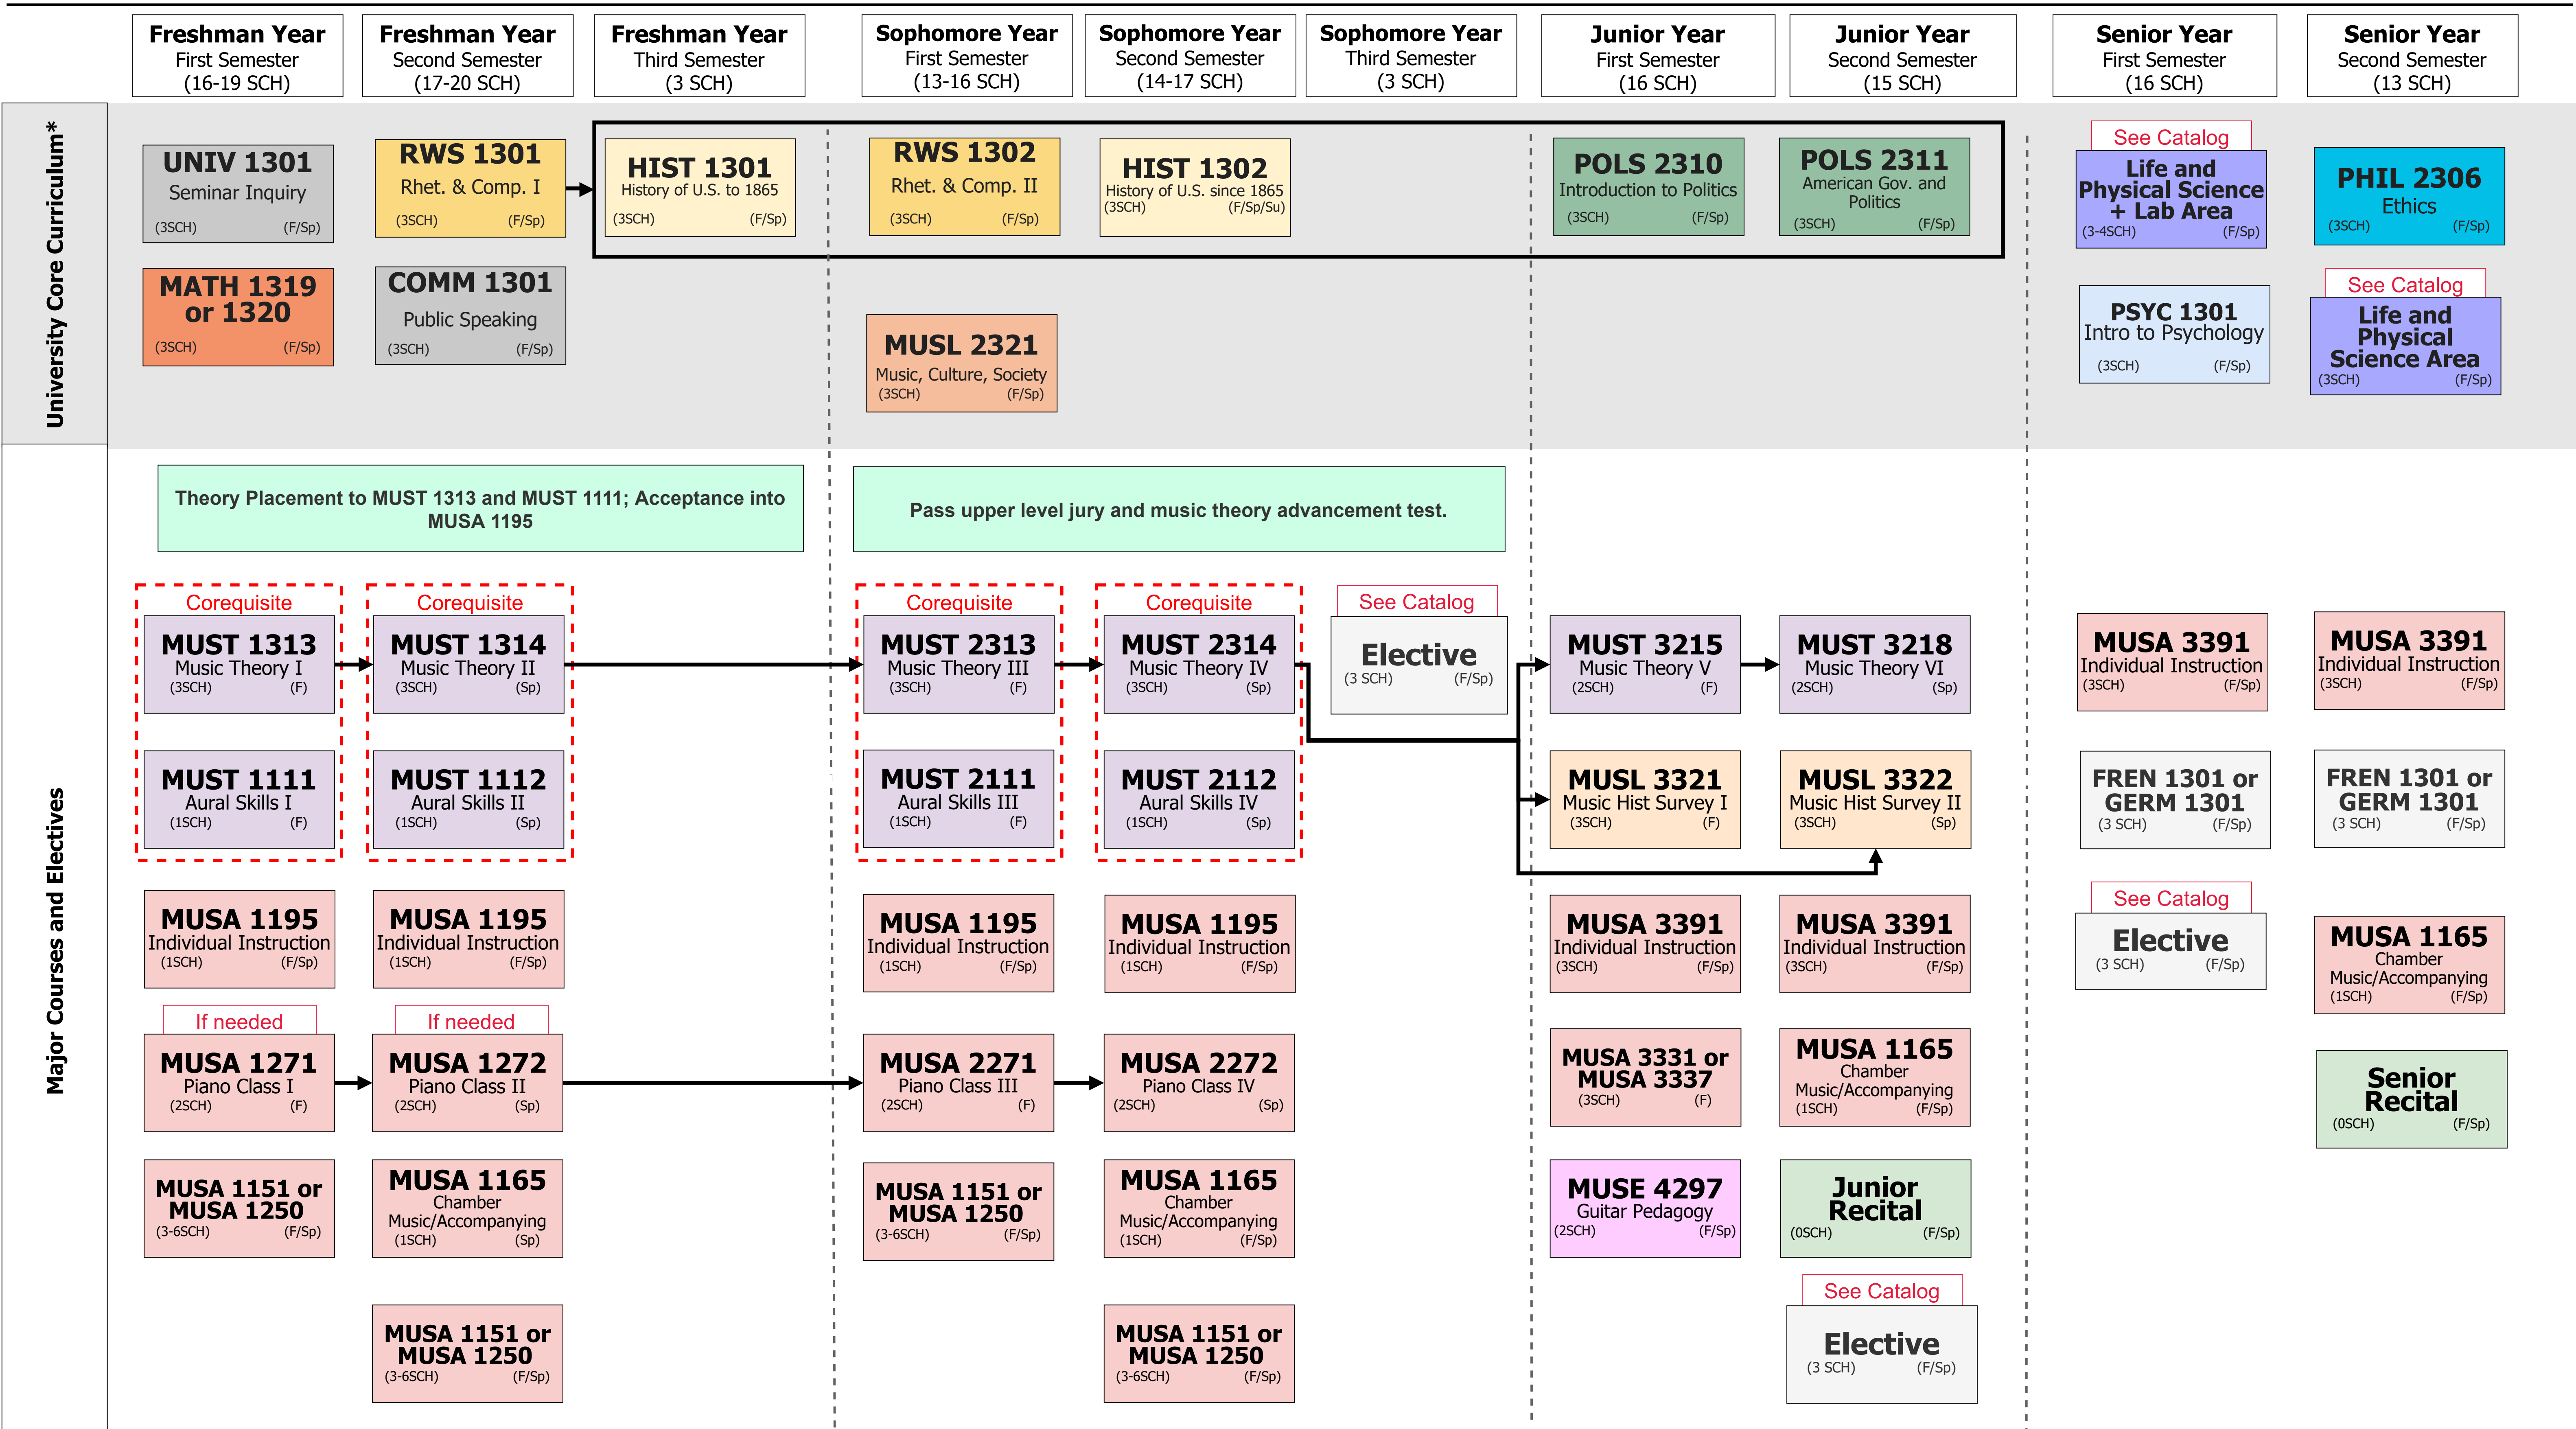 Freshman Year
First Semester
(16-19 SCH)
Freshman Year
Second Semester
(17-20 SCH)
Freshman Year
Third Semester
(3 SCH)
Sophomore Year
First Semester
(13-16 SCH)
Sophomore Year
Second Semester
(14-17 SCH)
Sophomore Year
Third Semester
(3 SCH)
Junior Year
First Semester
(16 SCH)
Junior Year
Second Semester
(15 SCH)
Senior Year
First Semester
(16 SCH)
Senior Year
Second Semester
(13 SCH)
University Core Curriculum*
UNIV 1301
Seminar Inquiry
(3SCH) (F/Sp)
RWS 1301
Rhet. & Comp. I
(3SCH) (F/Sp)
HIST 1301
History of U.S. to 1865
(3SCH) (F/Sp)
RWS 1302
Rhet. & Comp. II
(3SCH) (F/Sp)
HIST 1302
History of U.S. since 1865
(3SCH) (F/Sp/Su)
POLS 2310
Introduction to Politics
(3SCH) (F/Sp)
POLS 2311
American Gov. and
Politics
(3SCH) (F/Sp)
See Catalog
Life and
Physical Science
+ Lab Area
(3-4SCH) (F/Sp)
PHIL 2306
Ethics
(3SCH) (F/Sp)
MATH 1319
or 1320
(3SCH) (F/Sp)
COMM 1301
Public Speaking
(3SCH) (F/Sp)
MUSL 2321
Music, Culture, Society
(3SCH) (F/Sp)
PSYC 1301
Intro to Psychology
(3SCH) (F/Sp)
See Catalog
Life and
Physical
Science Area
(3SCH) (F/Sp)
Major Courses and Electives
Theory Placement to MUST 1313 and MUST 1111; Acceptance into
MUSA 1195
Pass upper level jury and music theory advancement test.
Corequisite
MUST 1313
Music Theory I
(3SCH) (F)
Corequisite
MUST 1314
Music Theory II
(3SCH) (Sp)
Corequisite
MUST 2313
Music Theory III
(3SCH) (F)
Corequisite
MUST 2314
Music Theory IV
(3SCH) (Sp)
See Catalog
Elective
(3 SCH) (F/Sp)
MUST 3215
Music Theory V
(2SCH) (F)
MUST 3218
Music Theory VI
(2SCH) (Sp)
MUSA 3391
Individual Instruction
(3SCH) (F/Sp)
MUSA 3391
Individual Instruction
(3SCH) (F/Sp)
MUST 1111
Aural Skills I
(1SCH) (F)
MUST 1112
Aural Skills II
(1SCH) (Sp)
MUST 2111
Aural Skills III
(1SCH) (F)
MUST 2112
Aural Skills IV
(1SCH) (Sp)
MUSL 3321
Music Hist Survey I
(3SCH) (F)
MUSL 3322
Music Hist Survey II
(3SCH) (Sp)
FREN 1301 or
GERM 1301
(3 SCH) (F/Sp)
FREN 1301 or
GERM 1301
(3 SCH) (F/Sp)
MUSA 1195
Individual Instruction
(1SCH) (F/Sp)
MUSA 1195
Individual Instruction
(1SCH) (F/Sp)
MUSA 1195
Individual Instruction
(1SCH) (F/Sp)
MUSA 1195
Individual Instruction
(1SCH) (F/Sp)
MUSA 3391
Individual Instruction
(3SCH) (F/Sp)
MUSA 3391
Individual Instruction
(3SCH) (F/Sp)
See Catalog
Elective
(3 SCH) (F/Sp)
MUSA 1165
Chamber
Music/Accompanying
(1SCH) (F/Sp)
If needed
MUSA 1271
Piano Class I
(2SCH) (F)
If needed
MUSA 1272
Piano Class II
(2SCH) (Sp)
MUSA 2271
Piano Class III
(2SCH) (F)
MUSA 2272
Piano Class IV
(2SCH) (Sp)
MUSA 3331 or
MUSA 3337
(3SCH) (F)
MUSA 1165
Chamber
Music/Accompanying
(1SCH) (F/Sp)
Senior
Recital
(0SCH) (F/Sp)
MUSA 1151 or
MUSA 1250
(3-6SCH) (F/Sp)
MUSA 1165
Chamber
Music/Accompanying
(1SCH) (Sp)
MUSA 1151 or
MUSA 1250
(3-6SCH) (F/Sp)
MUSA 1165
Chamber
Music/Accompanying
(1SCH) (F/Sp)
MUSE 4297
Guitar Pedagogy
(2SCH) (F/Sp)
Junior
Recital
(0SCH) (F/Sp)
MUSA 1151 or
MUSA 1250
(3-6SCH) (F/Sp)
MUSA 1151 or
MUSA 1250
(3-6SCH) (F/Sp)
See Catalog
Elective
(3 SCH) (F/Sp)